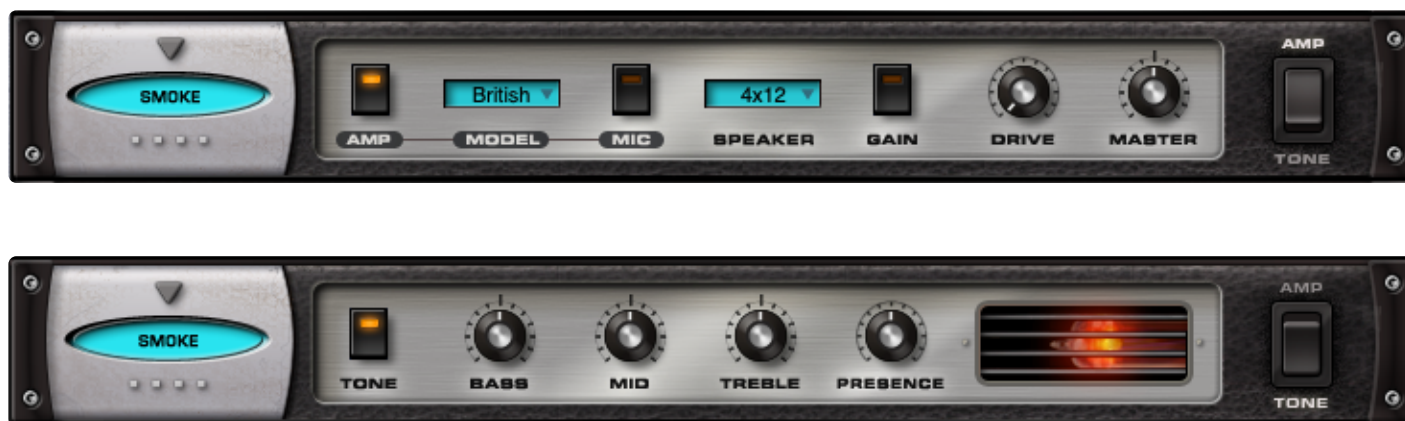 SMOKE
AMP
British
MODEL
MIC
4x12
SPEAKER
GAIN
DRIVE
MASTER
AMP
TONE
SMOKE
TONE
BASS
MID
TREBLE
PRESENCE
AMP
TONE